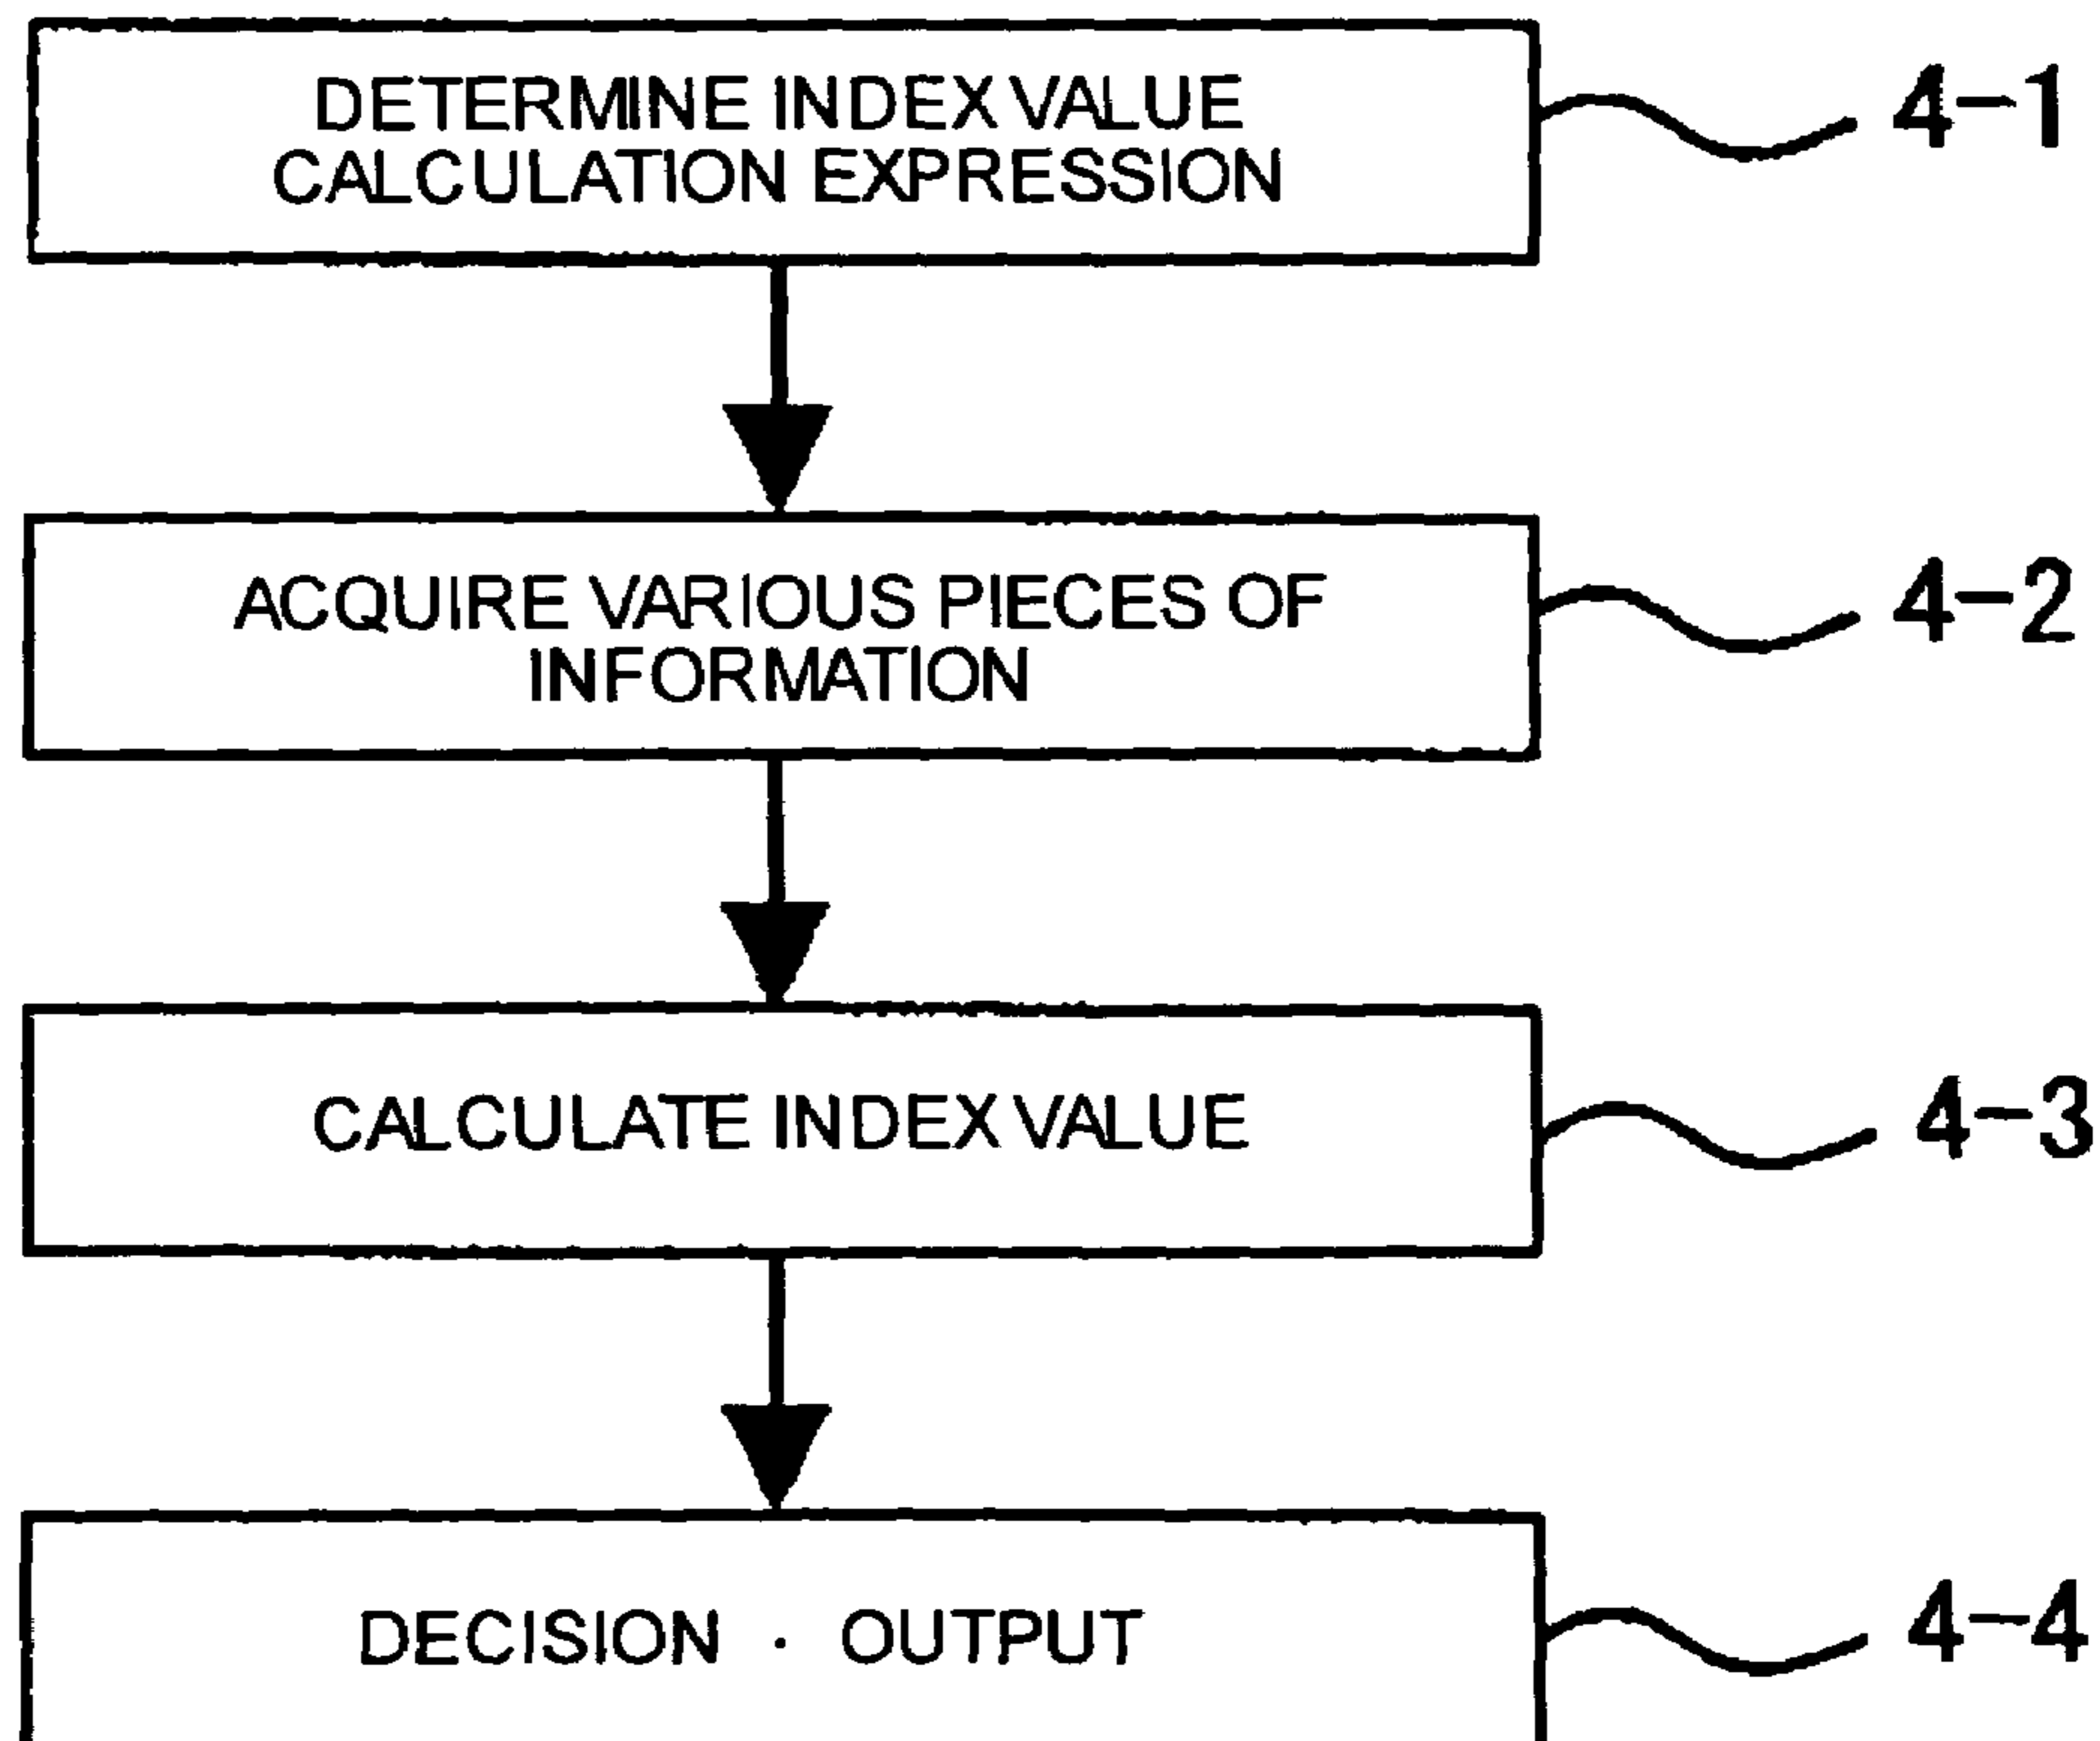 DETERMINE INDEX VALUE
CALCULATION EXPRESSION
4-1
ACQUIRE VARIOUS PIECES OF
INFORMATION
4-2
CALCULATE INDEX VALUE
4-3
DECISION · OUTPUT
4-4